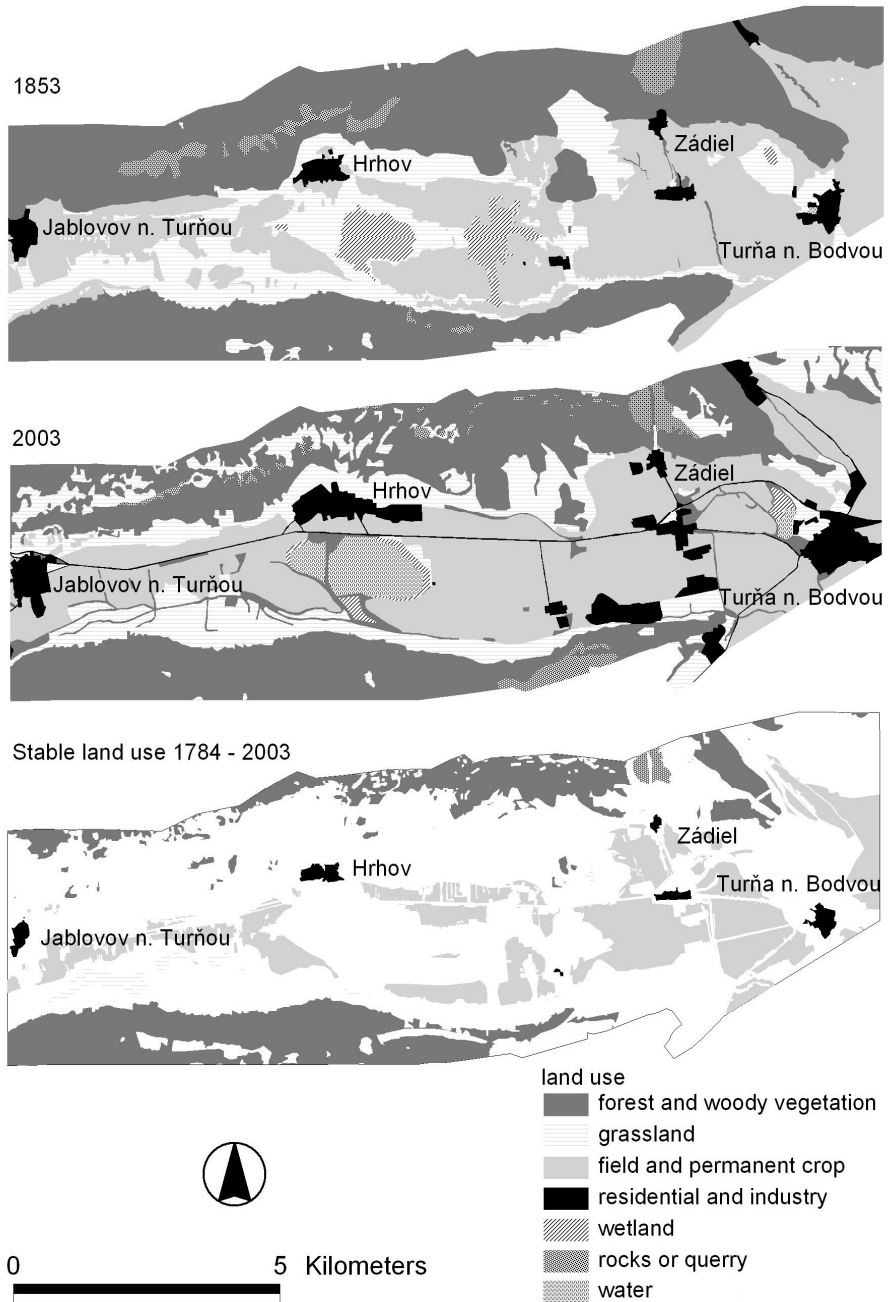 1853
Zádiel
Hrhov
Jablovov n. Turňou
Turňa n. Bodvou
2003
Zádiel
Hrhov
Jablovov n. Turňou
Turňa n. Bodvou
Stable land use 1784 - 2003
Zádiel
Hrhov
Turňa n. Bodvou
Jablovov n. Turňou
land use
forest and woody vegetation
grassland
field and permanent crop
residential and industry
wetland
rocks or querry
water
0 5 Kilometers